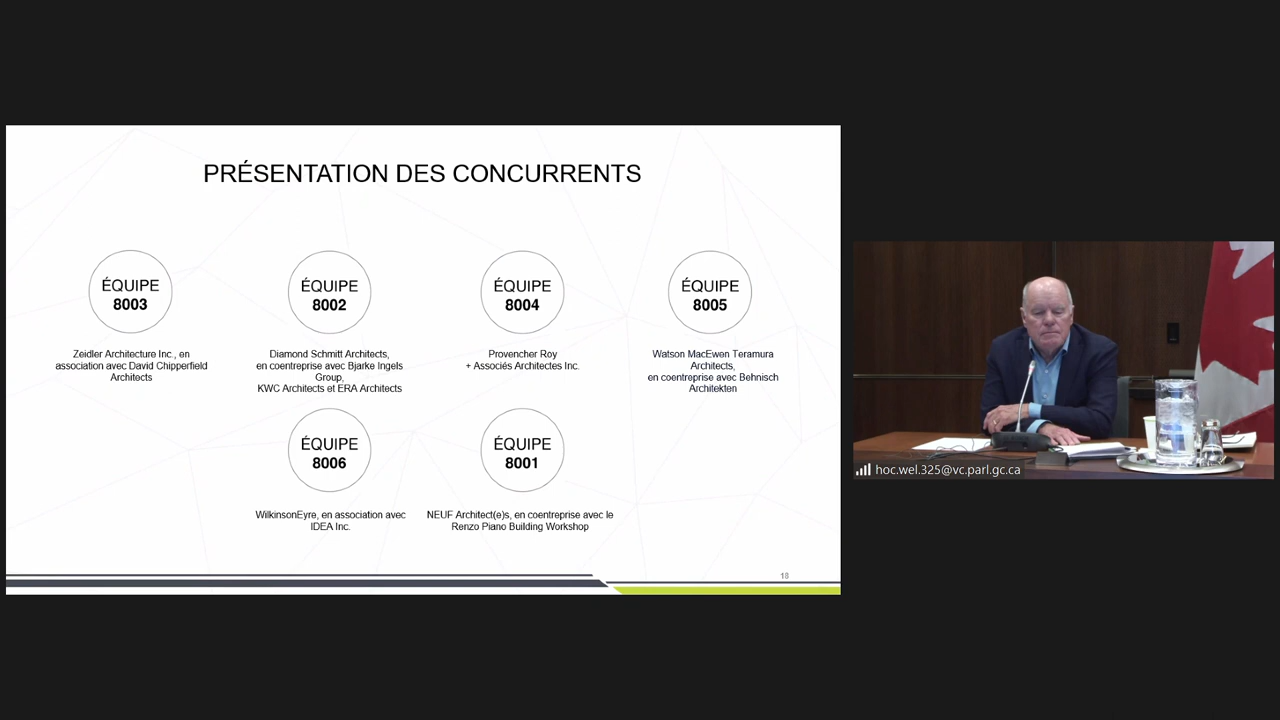 PRÉSENTATION DES CONCURRENTS
ÉQUIPE
8003
Zeidler Architecture Inc., en
association avec David Chipperfield
Architects
ÉQUIPE
8002
Diamond Schmitt Architects,
en coentreprise avec Bjarke Ingels
Group,
KWC Architects et ERA Architects
ÉQUIPE
8004
Provencher Roy
+ Associés Architectes Inc.
ÉQUIPE
8005
Watson MacEwen Teramura
Architects,
en coentreprise avec Behnisch
Architekten
ÉQUIPE
8006
WilkinsonEyre, en association avec
IDEA Inc.
ÉQUIPE
8001
NEUF Architect(e)s, en coentreprise avec le
Renzo Piano Building Workshop
18
hoc.wel.325@vc.parl.gc.ca